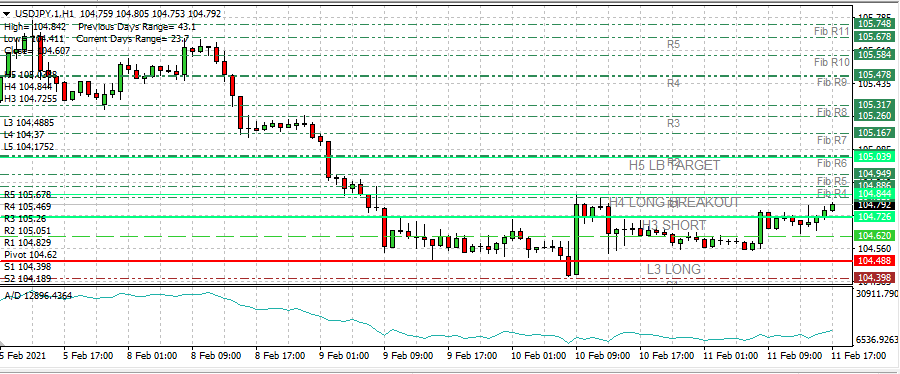 USDJPY.1,H1 104.759 104.805 104.753 104.792
High= 104.842 Previous Days Range= 43.1
Low= 104.411 Current Days Range= 23.7
Close= 104.607
H4 104.844
H3 104.7255
L3 104.4885
L4 104.37
L5 104.1752
R5 105.678
R4 105.469
R3 105.26
R2 105.051
R1 104.829
Pivot 104.62
S1 104.398
S2 104.189
R5
R4
R3
H5 LB TARGET
H4 LONG BREAKOUT
H3 SHORT
L3 LONG
Fib R11
Fib R10
Fib R9
Fib R8
Fib R7
Fib R6
Fib R5
Fib R4
105.748
105.678
105.584
105.478
105.435
105.317
105.260
105.167
105.039
104.949
104.886
104.844
104.792
104.726
104.620
104.560
104.488
104.398
A/D 12896.4364
30911.790
6536.9263
5 Feb 2021
5 Feb 17:00
8 Feb 01:00
8 Feb 09:00
8 Feb 17:00
9 Feb 01:00
9 Feb 09:00
9 Feb 17:00
10 Feb 01:00
10 Feb 09:00
10 Feb 17:00
11 Feb 01:00
11 Feb 09:00
11 Feb 17:00